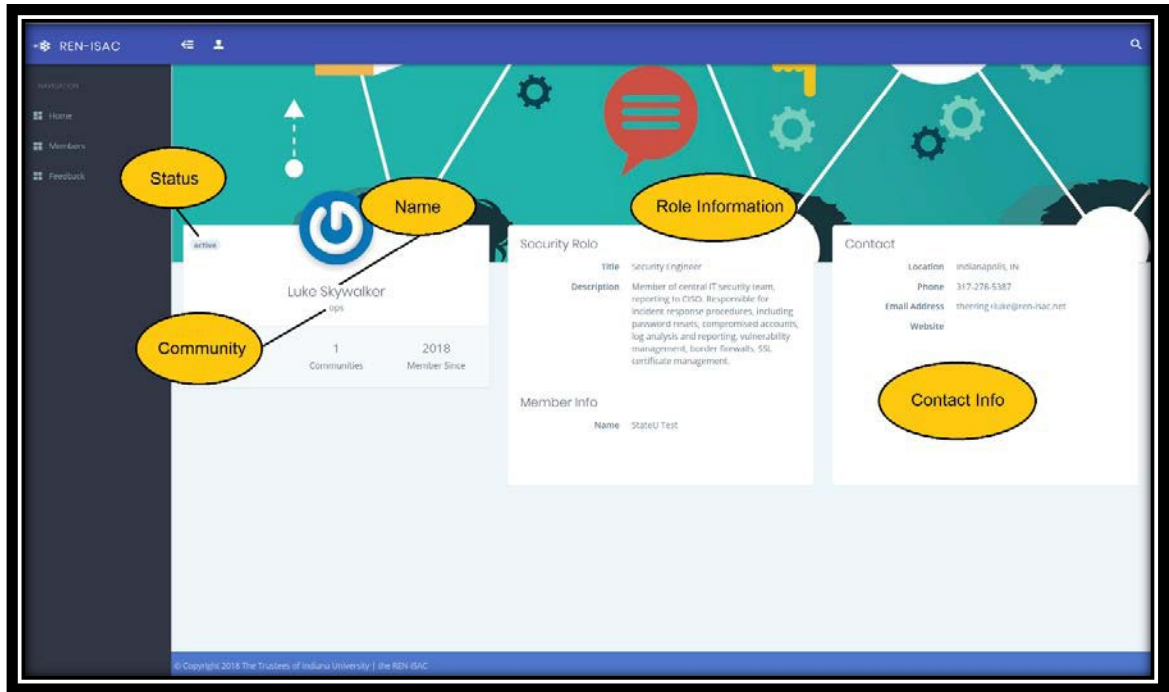 REN-ISAC
NAVIGATION
Home
Members
Feedback
Status
Name
Role Information
active
Luke Skywalker
ops
Community
1
Communities
2018
Member Since
Security Role
Title Security Engineer
Description Member of central IT security team,
reporting to CISO. Responsible for
incident response procedures, including
password resets, compromised accounts,
log analysis and reporting, vulnerability
management, border firewalls, SSL
certificate management.
Member Info
Name StateU Test
Contact
Location Indianapolis, IN
Phone 317-278-5387
Email Address
Website
Contact Info
© Copyright 2018 The Trustees of Indiana University | the REN-ISAC